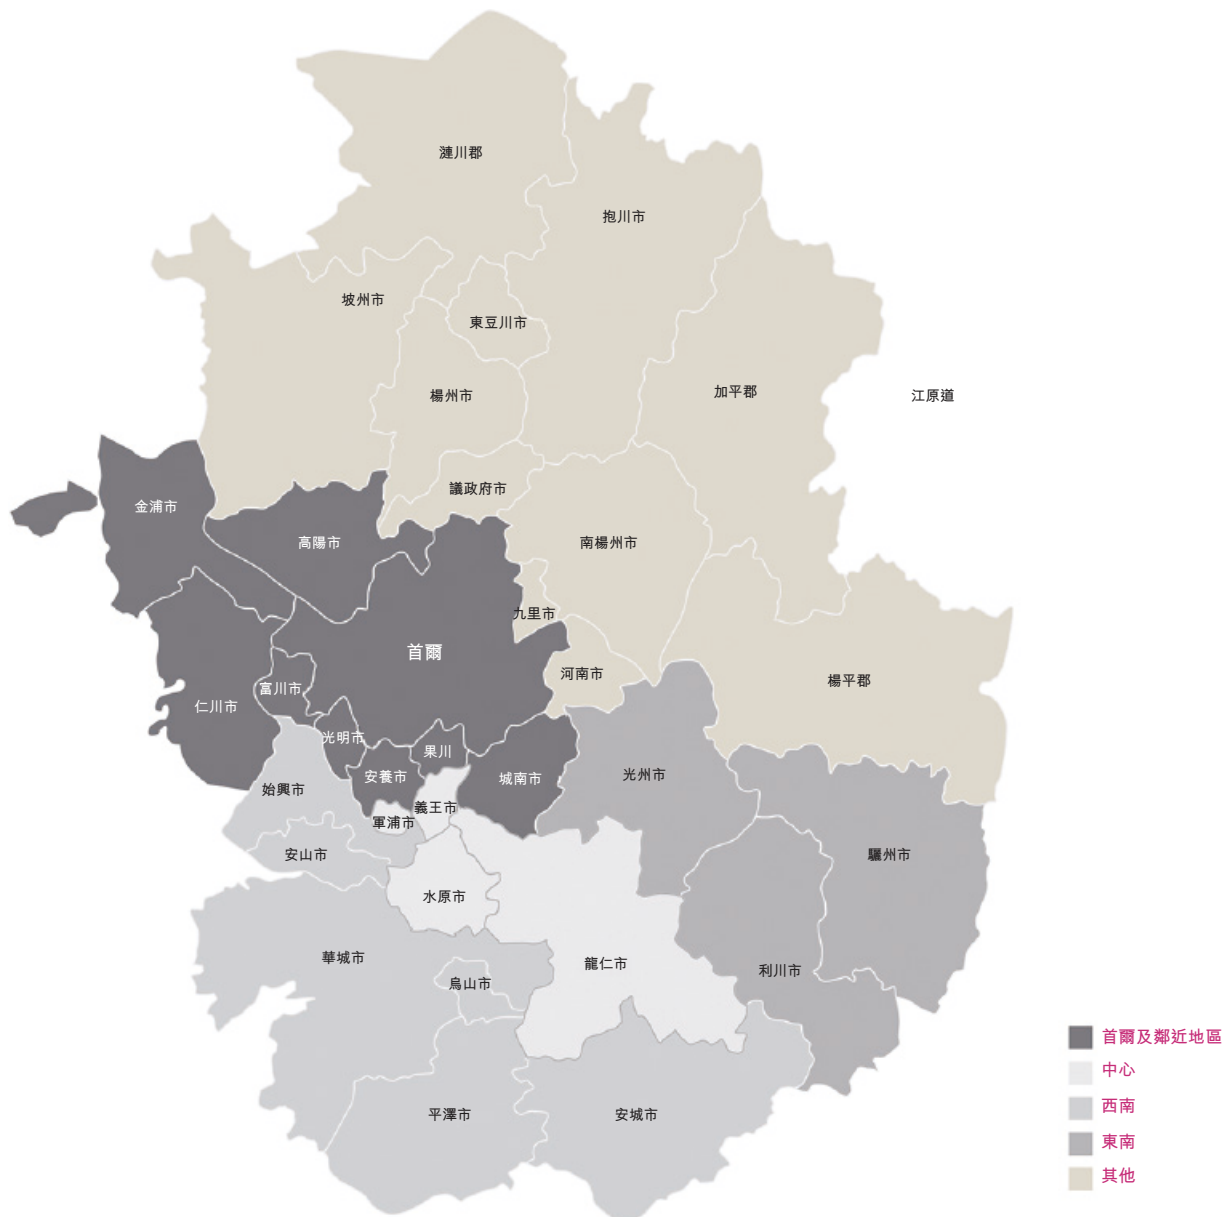 漣川郡
抱川市
坡州市
東豆川市
加平郡
楊州市
江原道
議政府市
金浦市
高陽市
南楊州市
九里市
首爾
河南市
楊平郡
富川市
仁川市
光明市
果川
安養市
城南市
光州市
始興市
義王市
軍浦市
安山市
驪州市
水原市
華城市
龍仁市
利川市
烏山市
平澤市
安城市
首爾及鄰近地區
中心
西南
東南
其他